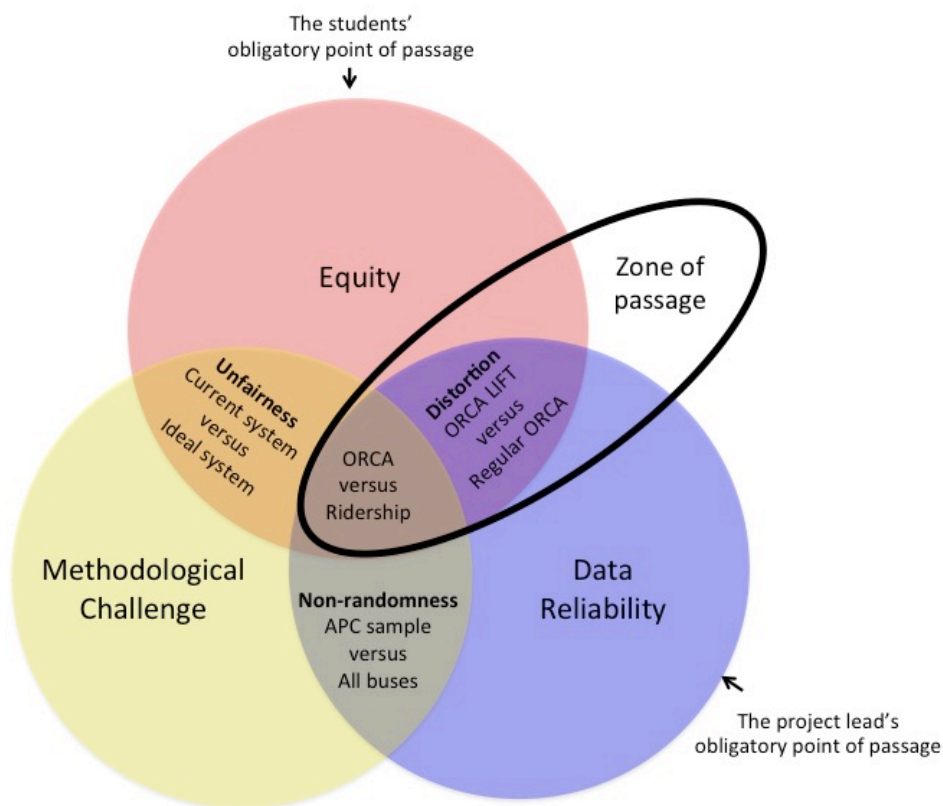 The students’
obligatory point of passage
Equity
Zone of
passage
Unfairness
Current system
versus
Ideal system
Distortion
ORCA LIFT
versus
Regular ORCA
ORCA
versus
Ridership
Methodological
Challenge
Non-randomness
APC sample
versus
All buses
Data
Reliability
The project lead’s
obligatory point of passage